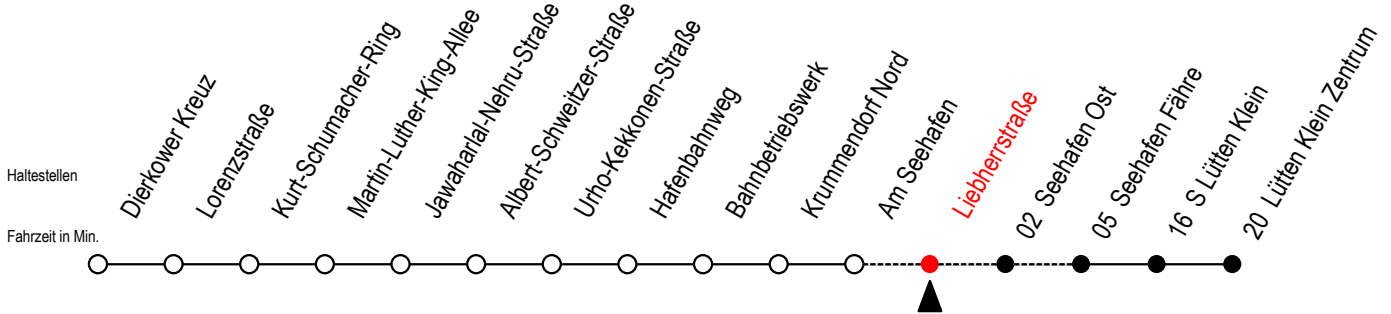 Haltestellen
Fahrzeit in Min.
Dierkower Kreuz
Lorenzstraße
Kurt-Schumacher-Ring
Martin-Luther-King-Allee
Jawaharlal-Nehru-Straße
Albert-Schweitzer-Straße
Urho-Kekkonen-Straße
Hafenbahnweg
Bahnbetriebswerk
Krummendorf Nord
Am Seehafen
Liebherrstraße
02 Seehafen Ost
05 Seehafen Fähre
16 S Lütten Klein
20 Lütten Klein Zentrum